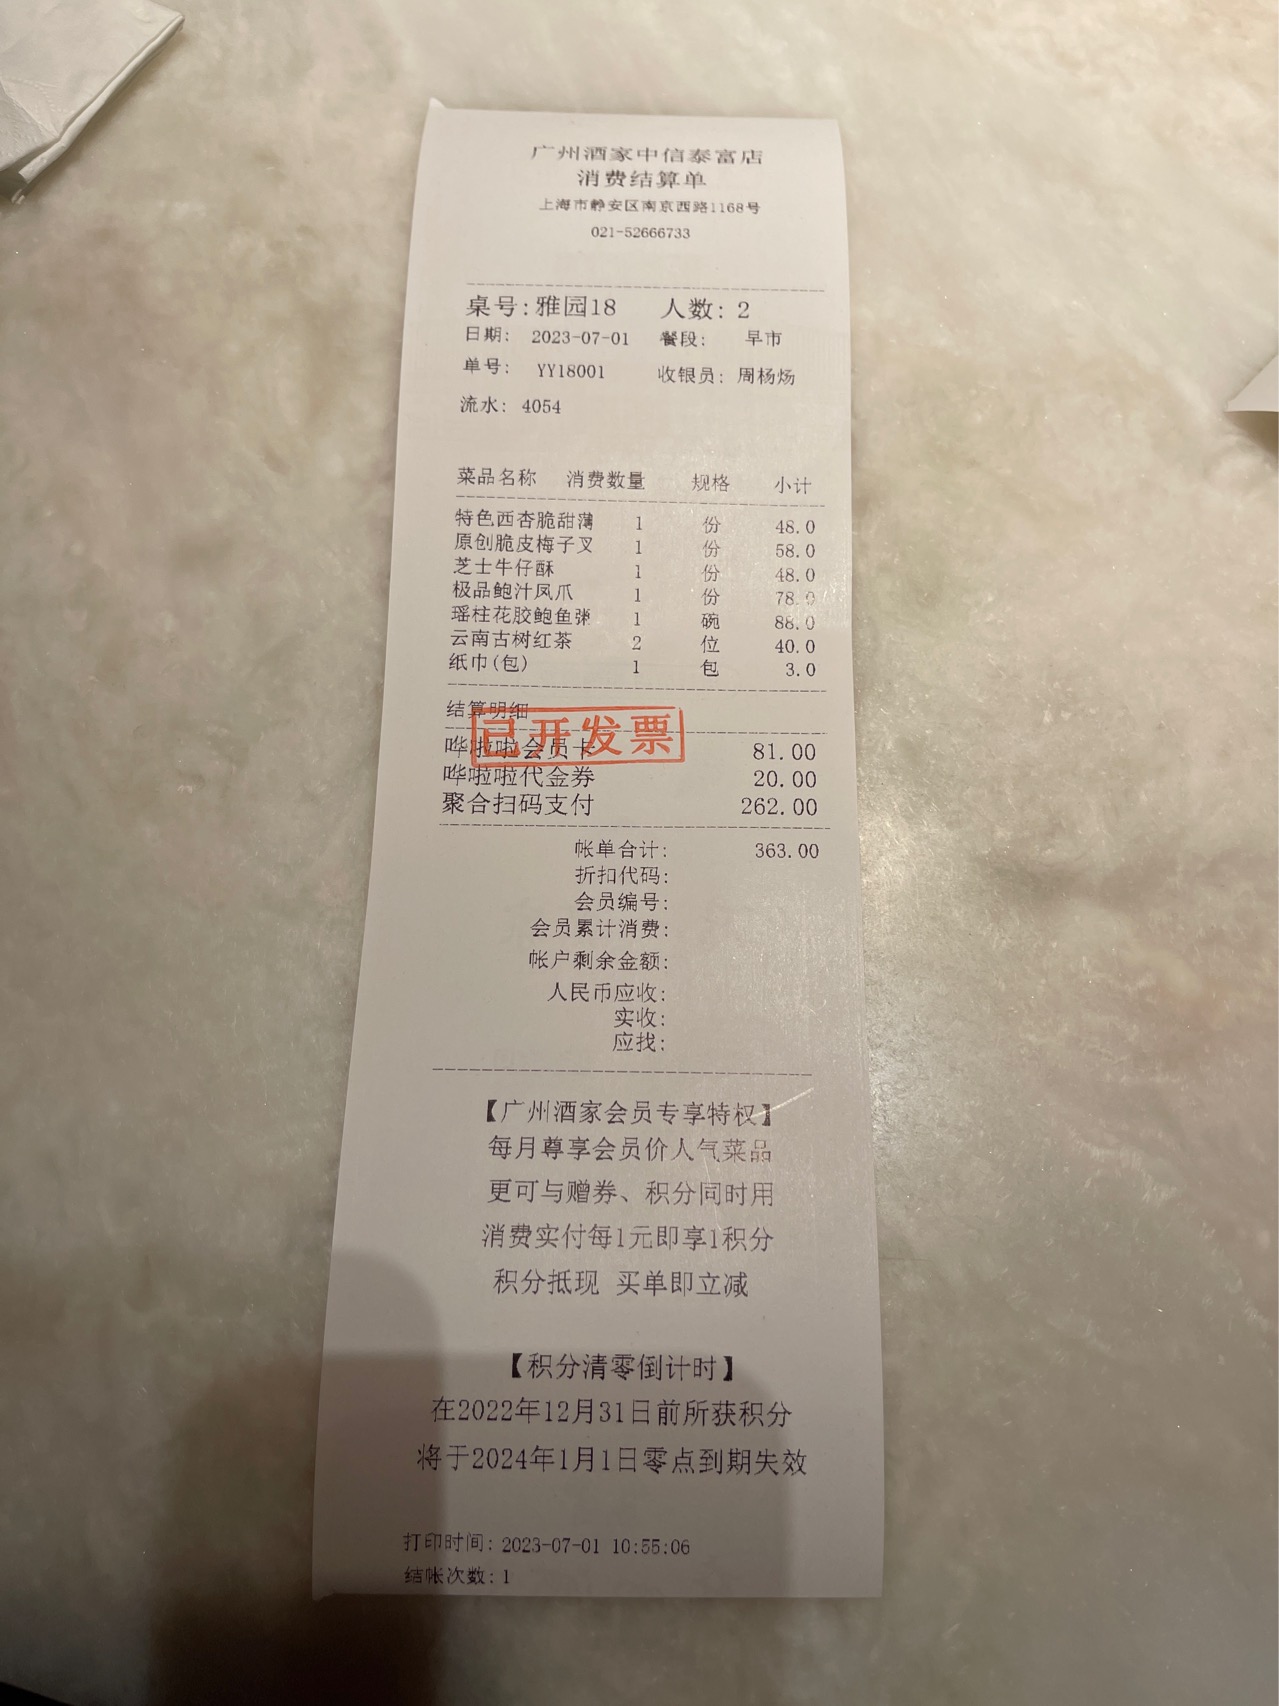 广州酒家中信泰富店
消费结算单
上海市静安区南京西路1168号
021-52666733
桌号:雅园18 人数: 2
日期: 2023-07-01 餐段: 早市
单号: YY18001 收银员: 周杨炀
流水: 4054
菜品名称 消费数量 规格 小计
特色西杏脆甜薄 1 份 48.0
原创脆皮梅子叉 1 份 58.0
芝士牛仔酥 1 份 48.0
极品鲍汁凤爪 1 份 78.0
瑶柱花胶鲍鱼粥 1 碗 88.0
云南古树红茶 2 位 40.0
纸巾(包) 1 包 3.0
结算明细
已开发票
哗啦啦会员卡 81.00
哗啦啦代金券 20.00
聚合扫码支付 262.00
帐单合计: 363.00
折扣代码:
会员编号:
会员累计消费:
帐户剩余金额:
人民币应收:
实收:
应找:
【广州酒家会员专享特权】
每月尊享会员价人气菜品
更可与赠券、积分同时用
消费实付每1元即享1积分
积分抵现 买单即立减
【积分清零倒计时】
在2022年12月31日前所获积分
将于2024年1月1日零点到期失效
打印时间: 2023-07-01 10:55:06
结帐次数: 1